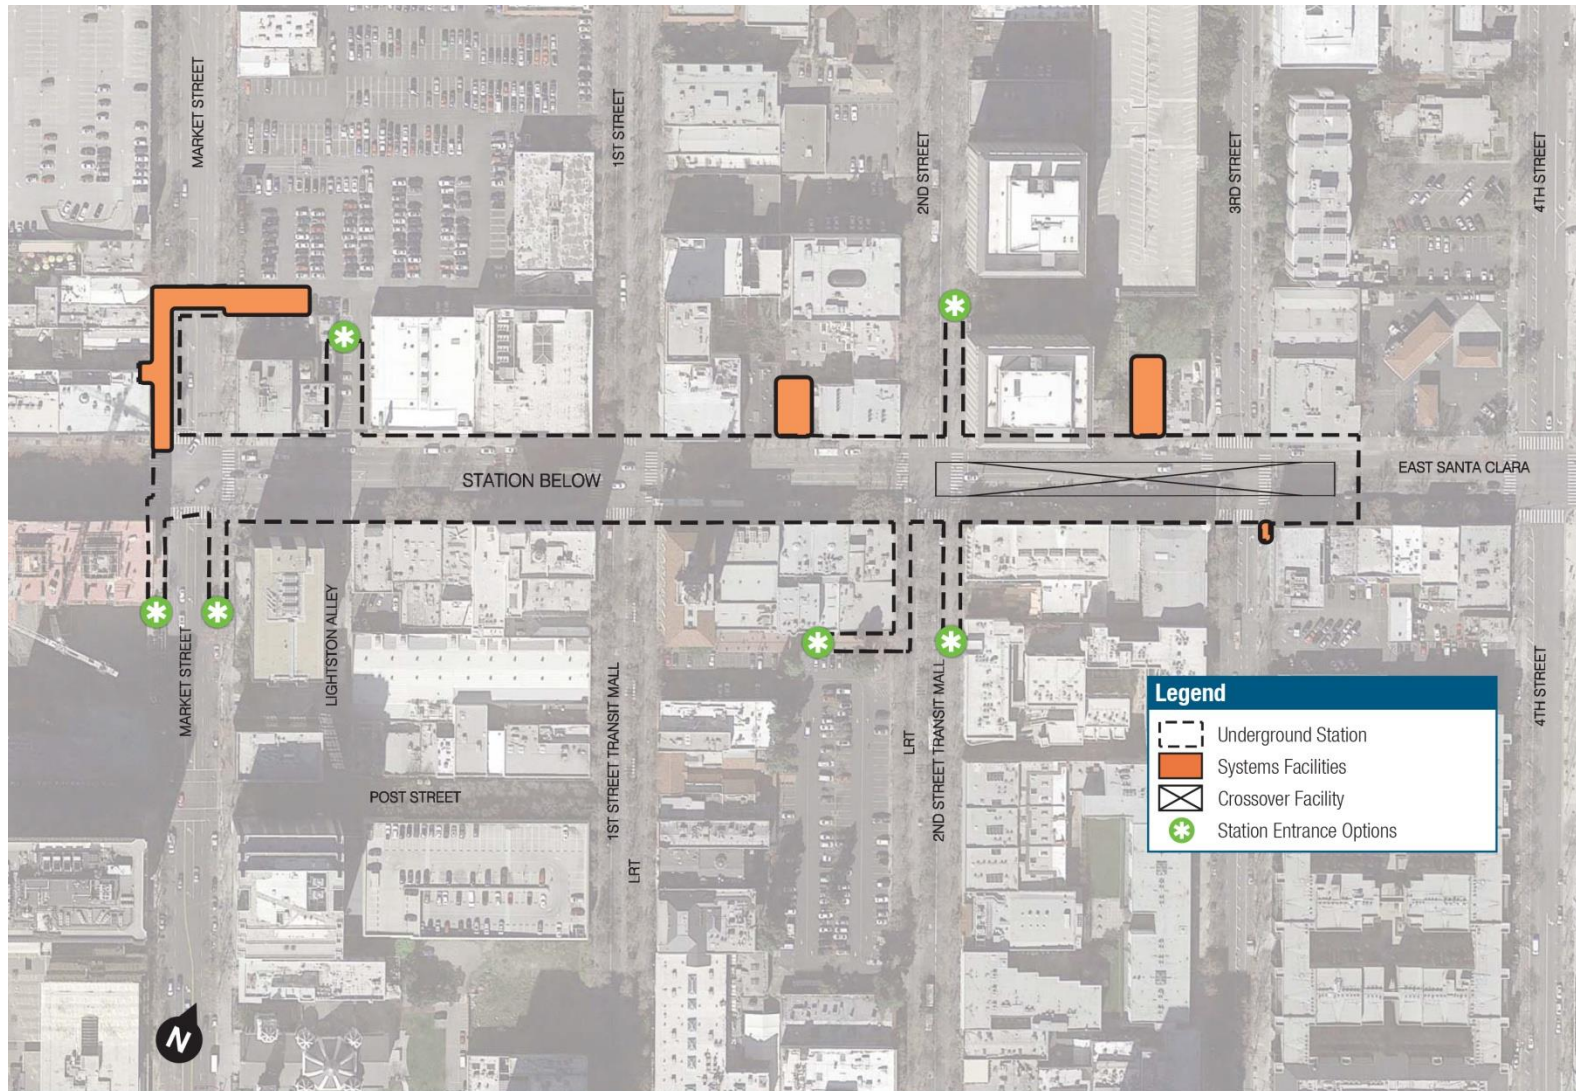 MARKET STREET
1ST STREET
2ND STREET
3RD STREET
4TH STREET
STATION BELOW
EAST SANTA CLARA
MARKET STREET
LIGHTSTON ALLEY
1ST STREET TRANSIT MALL
LRT
2ND STREET TRANSIT MALL
LRT
4TH STREET
POST STREET
Legend
Underground Station
Systems Facilities
Crossover Facility
Station Entrance Options
N